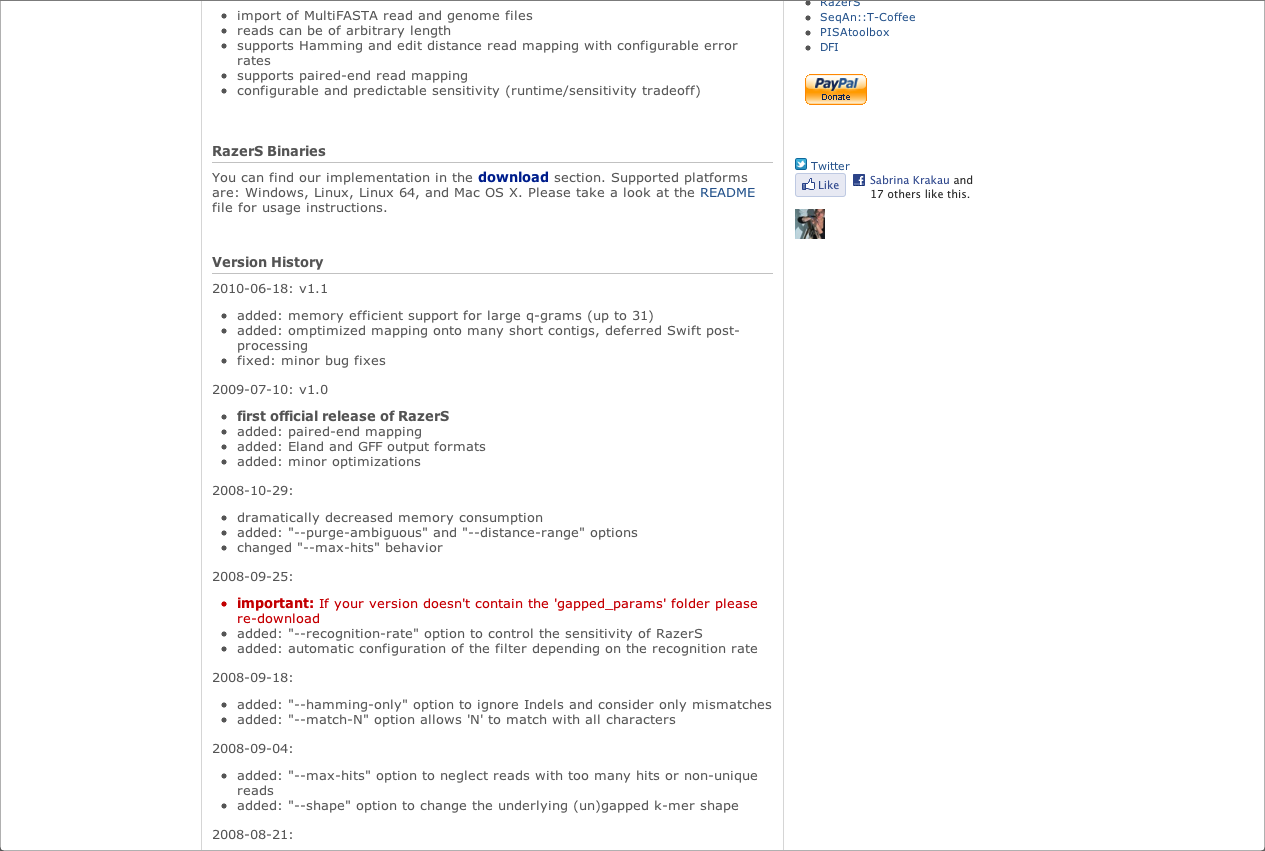 import of MultiFASTA read and genome files
reads can be of arbitrary length
supports Hamming and edit distance read mapping with configurable error
rates
supports paired-end read mapping
configurable and predictable sensitivity (runtime/sensitivity tradeoff)
RazerS Binaries
You can find our implementation in the download section. Supported platforms
are: Windows, Linux, Linux 64, and Mac OS X. Please take a look at the README
file for usage instructions.
Version History
2010-06-18: v1.1
added: memory efficient support for large q-grams (up to 31)
added: omptimized mapping onto many short contigs, deferred Swift post-
processing
fixed: minor bug fixes
2009-07-10: v1.0
first official release of RazerS
added: paired-end mapping
added: Eland and GFF output formats
added: minor optimizations
2008-10-29:
dramatically decreased memory consumption
added: "--purge-ambiguous" and "--distance-range" options
changed "--max-hits" behavior
2008-09-25:
important: If your version doesn't contain the 'gapped_params' folder please
re-download
added: "--recognition-rate" option to control the sensitivity of RazerS
added: automatic configuration of the filter depending on the recognition rate
2008-09-18:
added: "--hamming-only" option to ignore Indels and consider only mismatches
added: "--match-N" option allows 'N' to match with all characters
2008-09-04:
added: "--max-hits" option to neglect reads with too many hits or non-unique
reads
added: "--shape" option to change the underlying (un)gapped k-mer shape
2008-08-21:
RazerS
SeqAn::T-Coffee
PISAtoolbox
DFI
PayPal
Donate
Twitter
Like
Sabrina Krakau and
17 others like this.